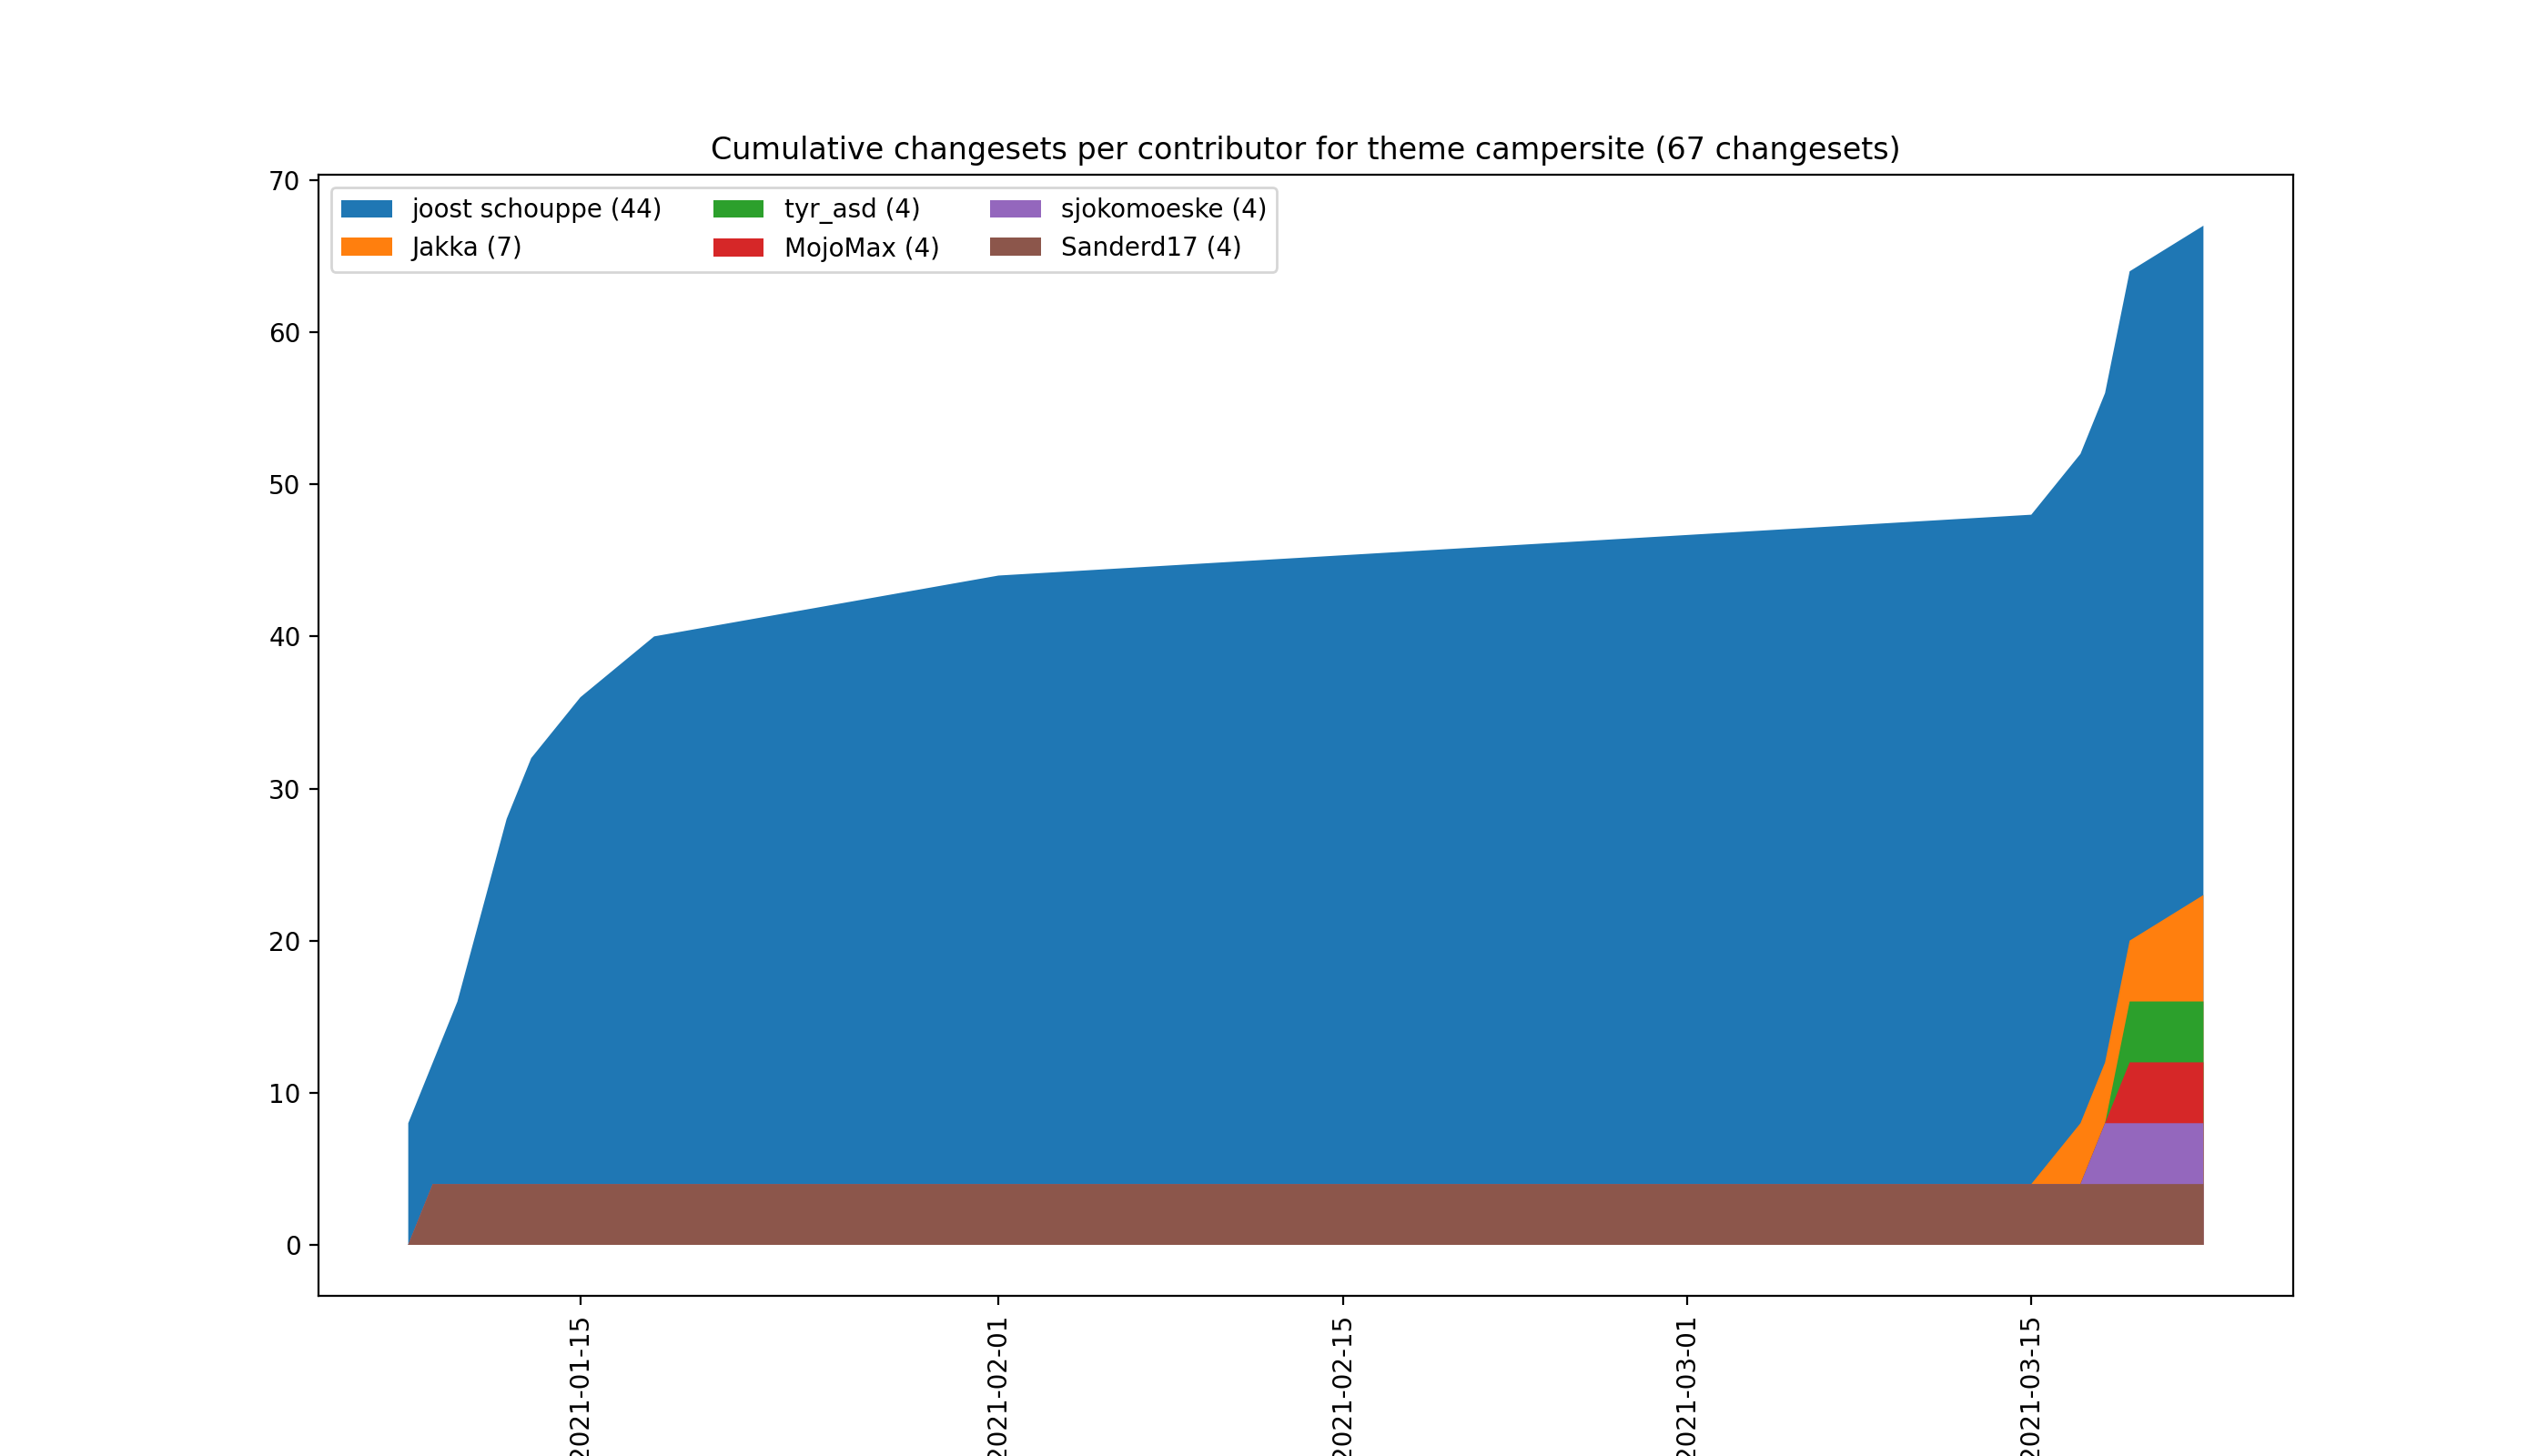 Cumulative changesets per contributor for theme campersite (67 changesets)
joost schouppe (44)
Jakka (7)
tyr_asd (4)
MojoMax (4)
sjokomoeske (4)
Sanderd17 (4)
70
60
50
40
30
20
10
0
2021-01-15
2021-02-01
2021-02-15
2021-03-01
2021-03-15